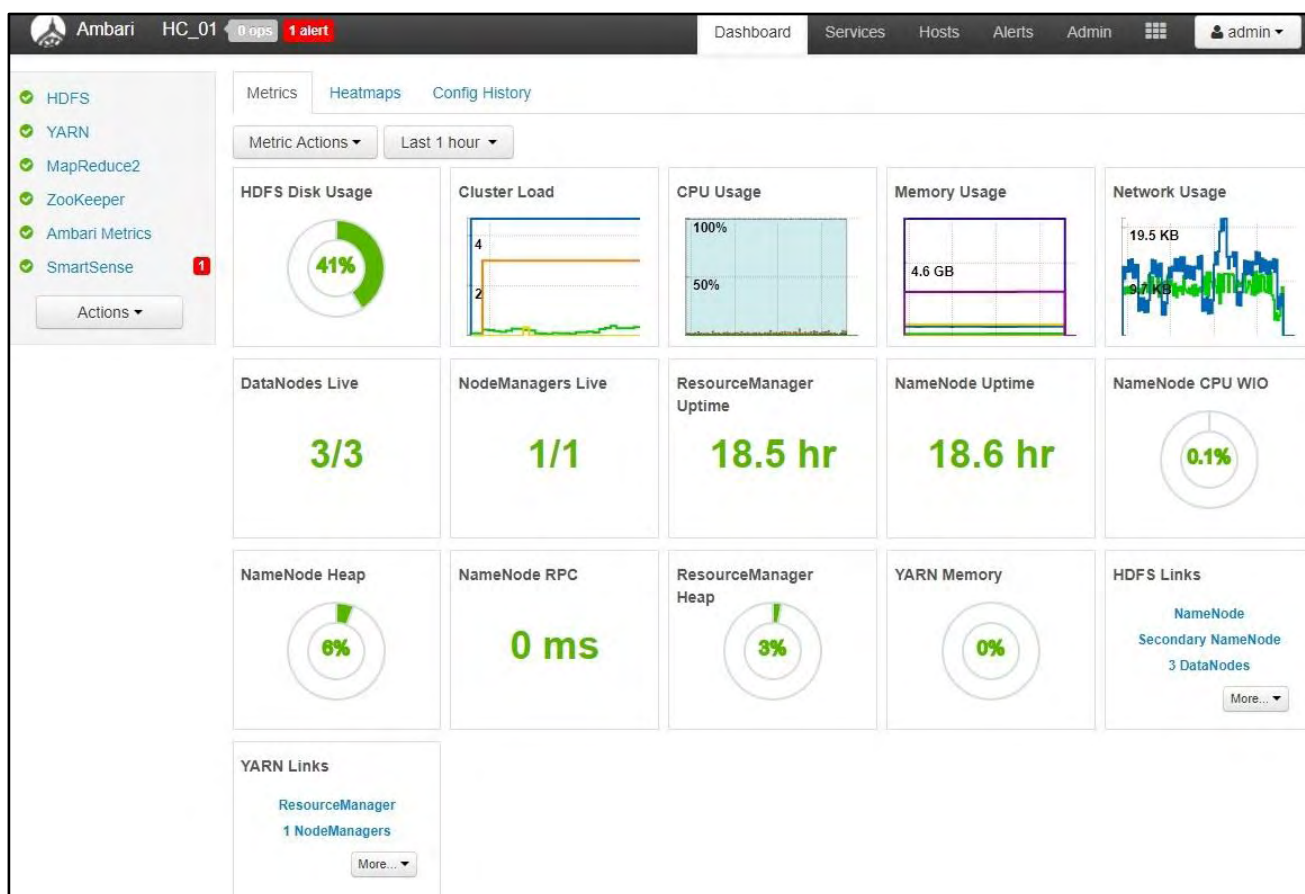 Ambari HC_01 0 ops 1 alert Dashboard Services Hosts Alerts Admin admin
HDFS
YARN
MapReduce2
ZooKeeper
Ambari Metrics
SmartSense 1
Actions
Metrics Heatmaps Config History
Metric Actions Last 1 hour
HDFS Disk Usage
41%
Cluster Load
4
2
CPU Usage
100%
50%
Memory Usage
4.6 GB
Network Usage
19.5 KB
9.7 KB
DataNodes Live
3/3
NodeManagers Live
1/1
ResourceManager
Uptime
18.5 hr
NameNode Uptime
18.6 hr
NameNode CPU WIO
0.1%
NameNode Heap
6%
NameNode RPC
0 ms
ResourceManager
Heap
3%
YARN Memory
0%
HDFS Links
NameNode
Secondary NameNode
3 DataNodes
More...
YARN Links
ResourceManager
1 NodeManagers
More...